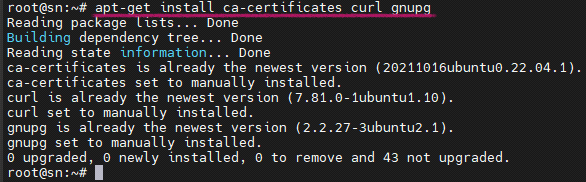 root@sn:~# apt-get install ca-certificates curl gnupg
Reading package lists... Done
Building dependency tree... Done
Reading state information... Done
ca-certificates is already the newest version (20211016ubuntu0.22.04.1).
ca-certificates set to manually installed.
curl is already the newest version (7.81.0-1ubuntu1.10).
curl set to manually installed.
gnupg is already the newest version (2.2.27-3ubuntu2.1).
gnupg set to manually installed.
0 upgraded, 0 newly installed, 0 to remove and 43 not upgraded.
root@sn:~#